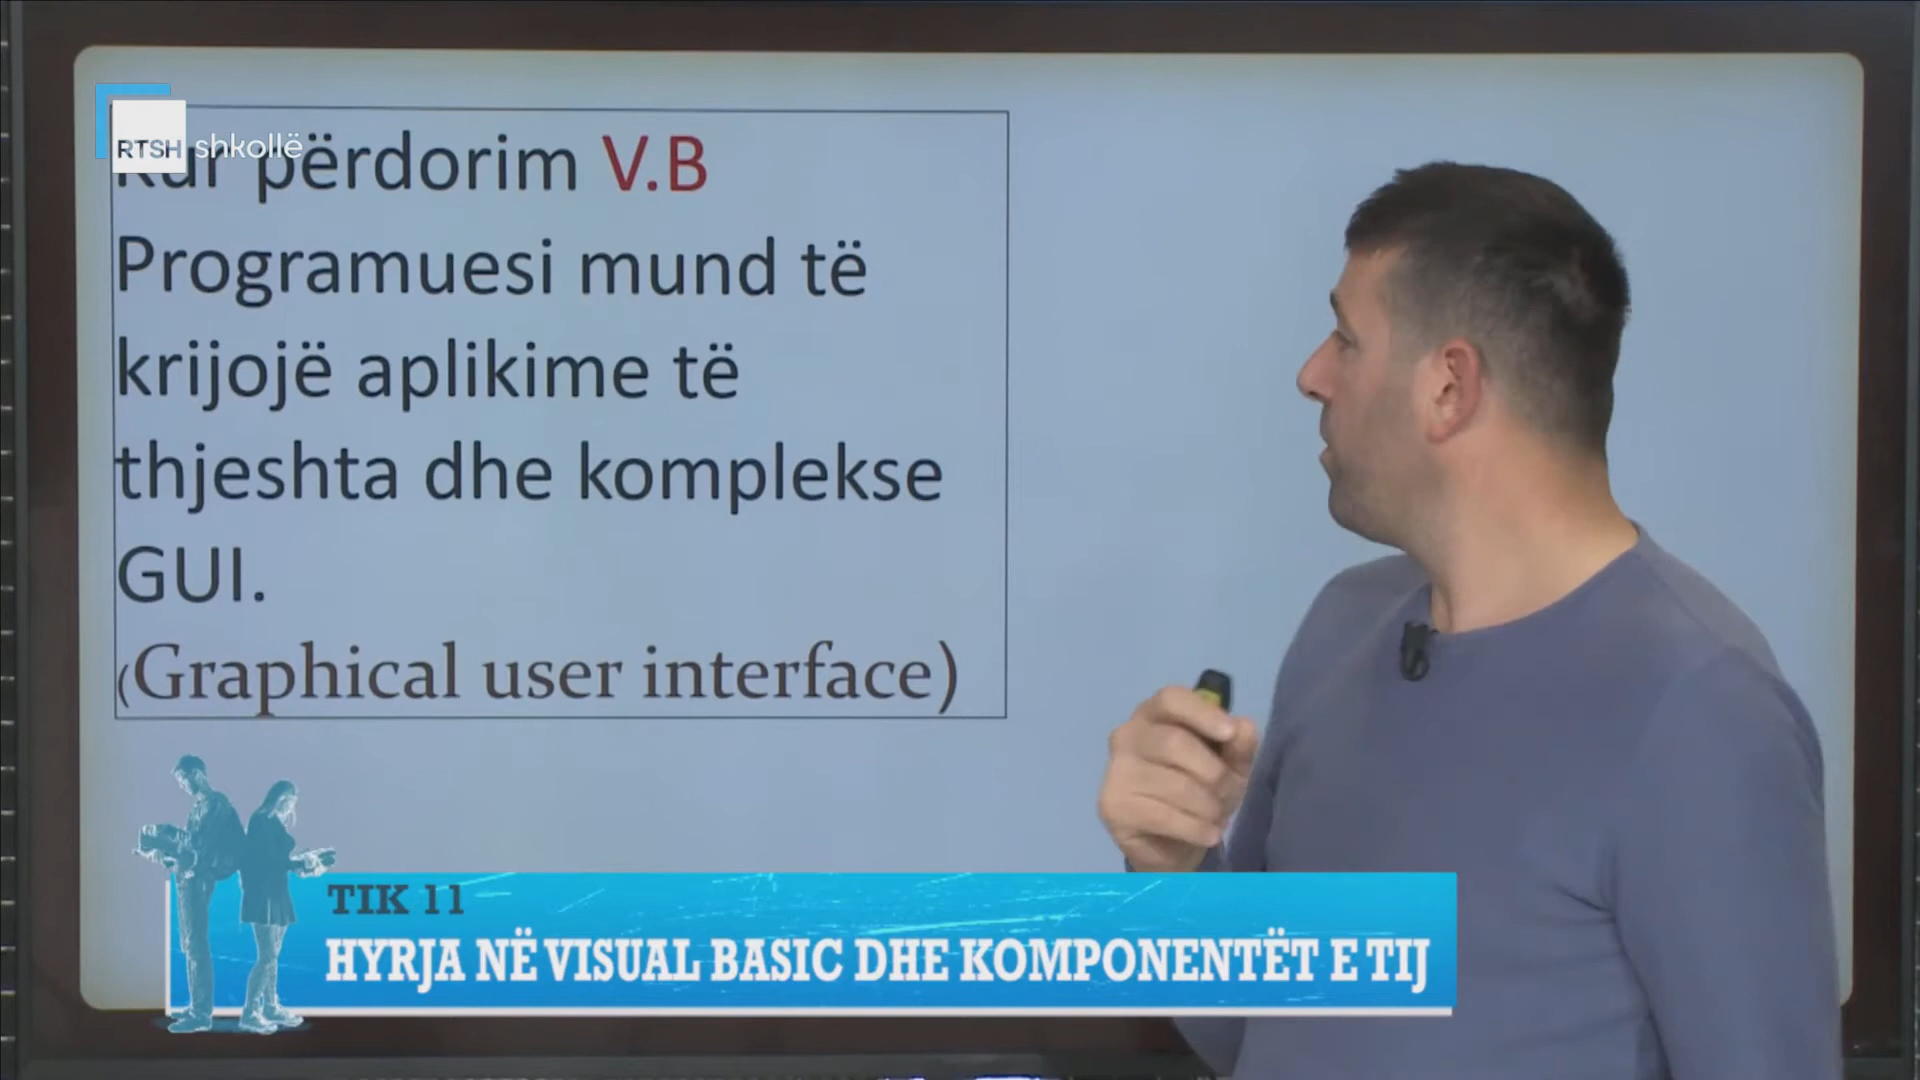 RTSH shkollë
Kur përdorim V.B
Programuesi mund të
krijojë aplikime të
thjeshta dhe komplekse
GUI.
(Graphical user interface)
TIK 11
HYRJA NË VISUAL BASIC DHE KOMPONENTËT E TIJ